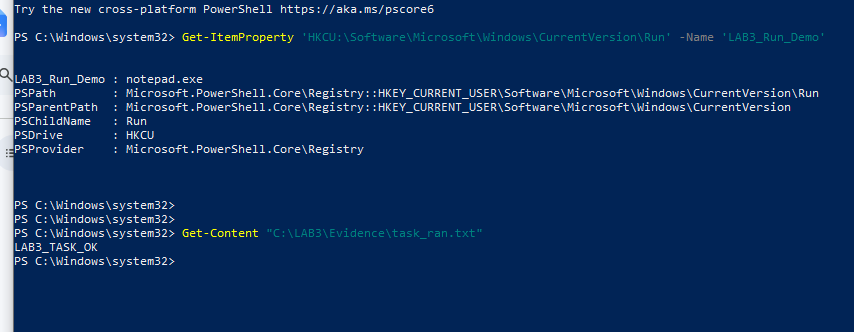 Try the new cross-platform PowerShell https://aka.ms/pscore6
PS C:\Windows\system32> Get-ItemProperty 'HKCU:\Software\Microsoft\Windows\CurrentVersion\Run' -Name 'LAB3_Run_Demo'
LAB3_Run_Demo : notepad.exe
PSPath        : Microsoft.PowerShell.Core\Registry::HKEY_CURRENT_USER\Software\Microsoft\Windows\CurrentVersion\Run
PSParentPath  : Microsoft.PowerShell.Core\Registry::HKEY_CURRENT_USER\Software\Microsoft\Windows\CurrentVersion
PSChildName   : Run
PSDrive       : HKCU
PSProvider    : Microsoft.PowerShell.Core\Registry
PS C:\Windows\system32>
PS C:\Windows\system32>
PS C:\Windows\system32> Get-Content "C:\LAB3\Evidence\task_ran.txt"
LAB3_TASK_OK
PS C:\Windows\system32>